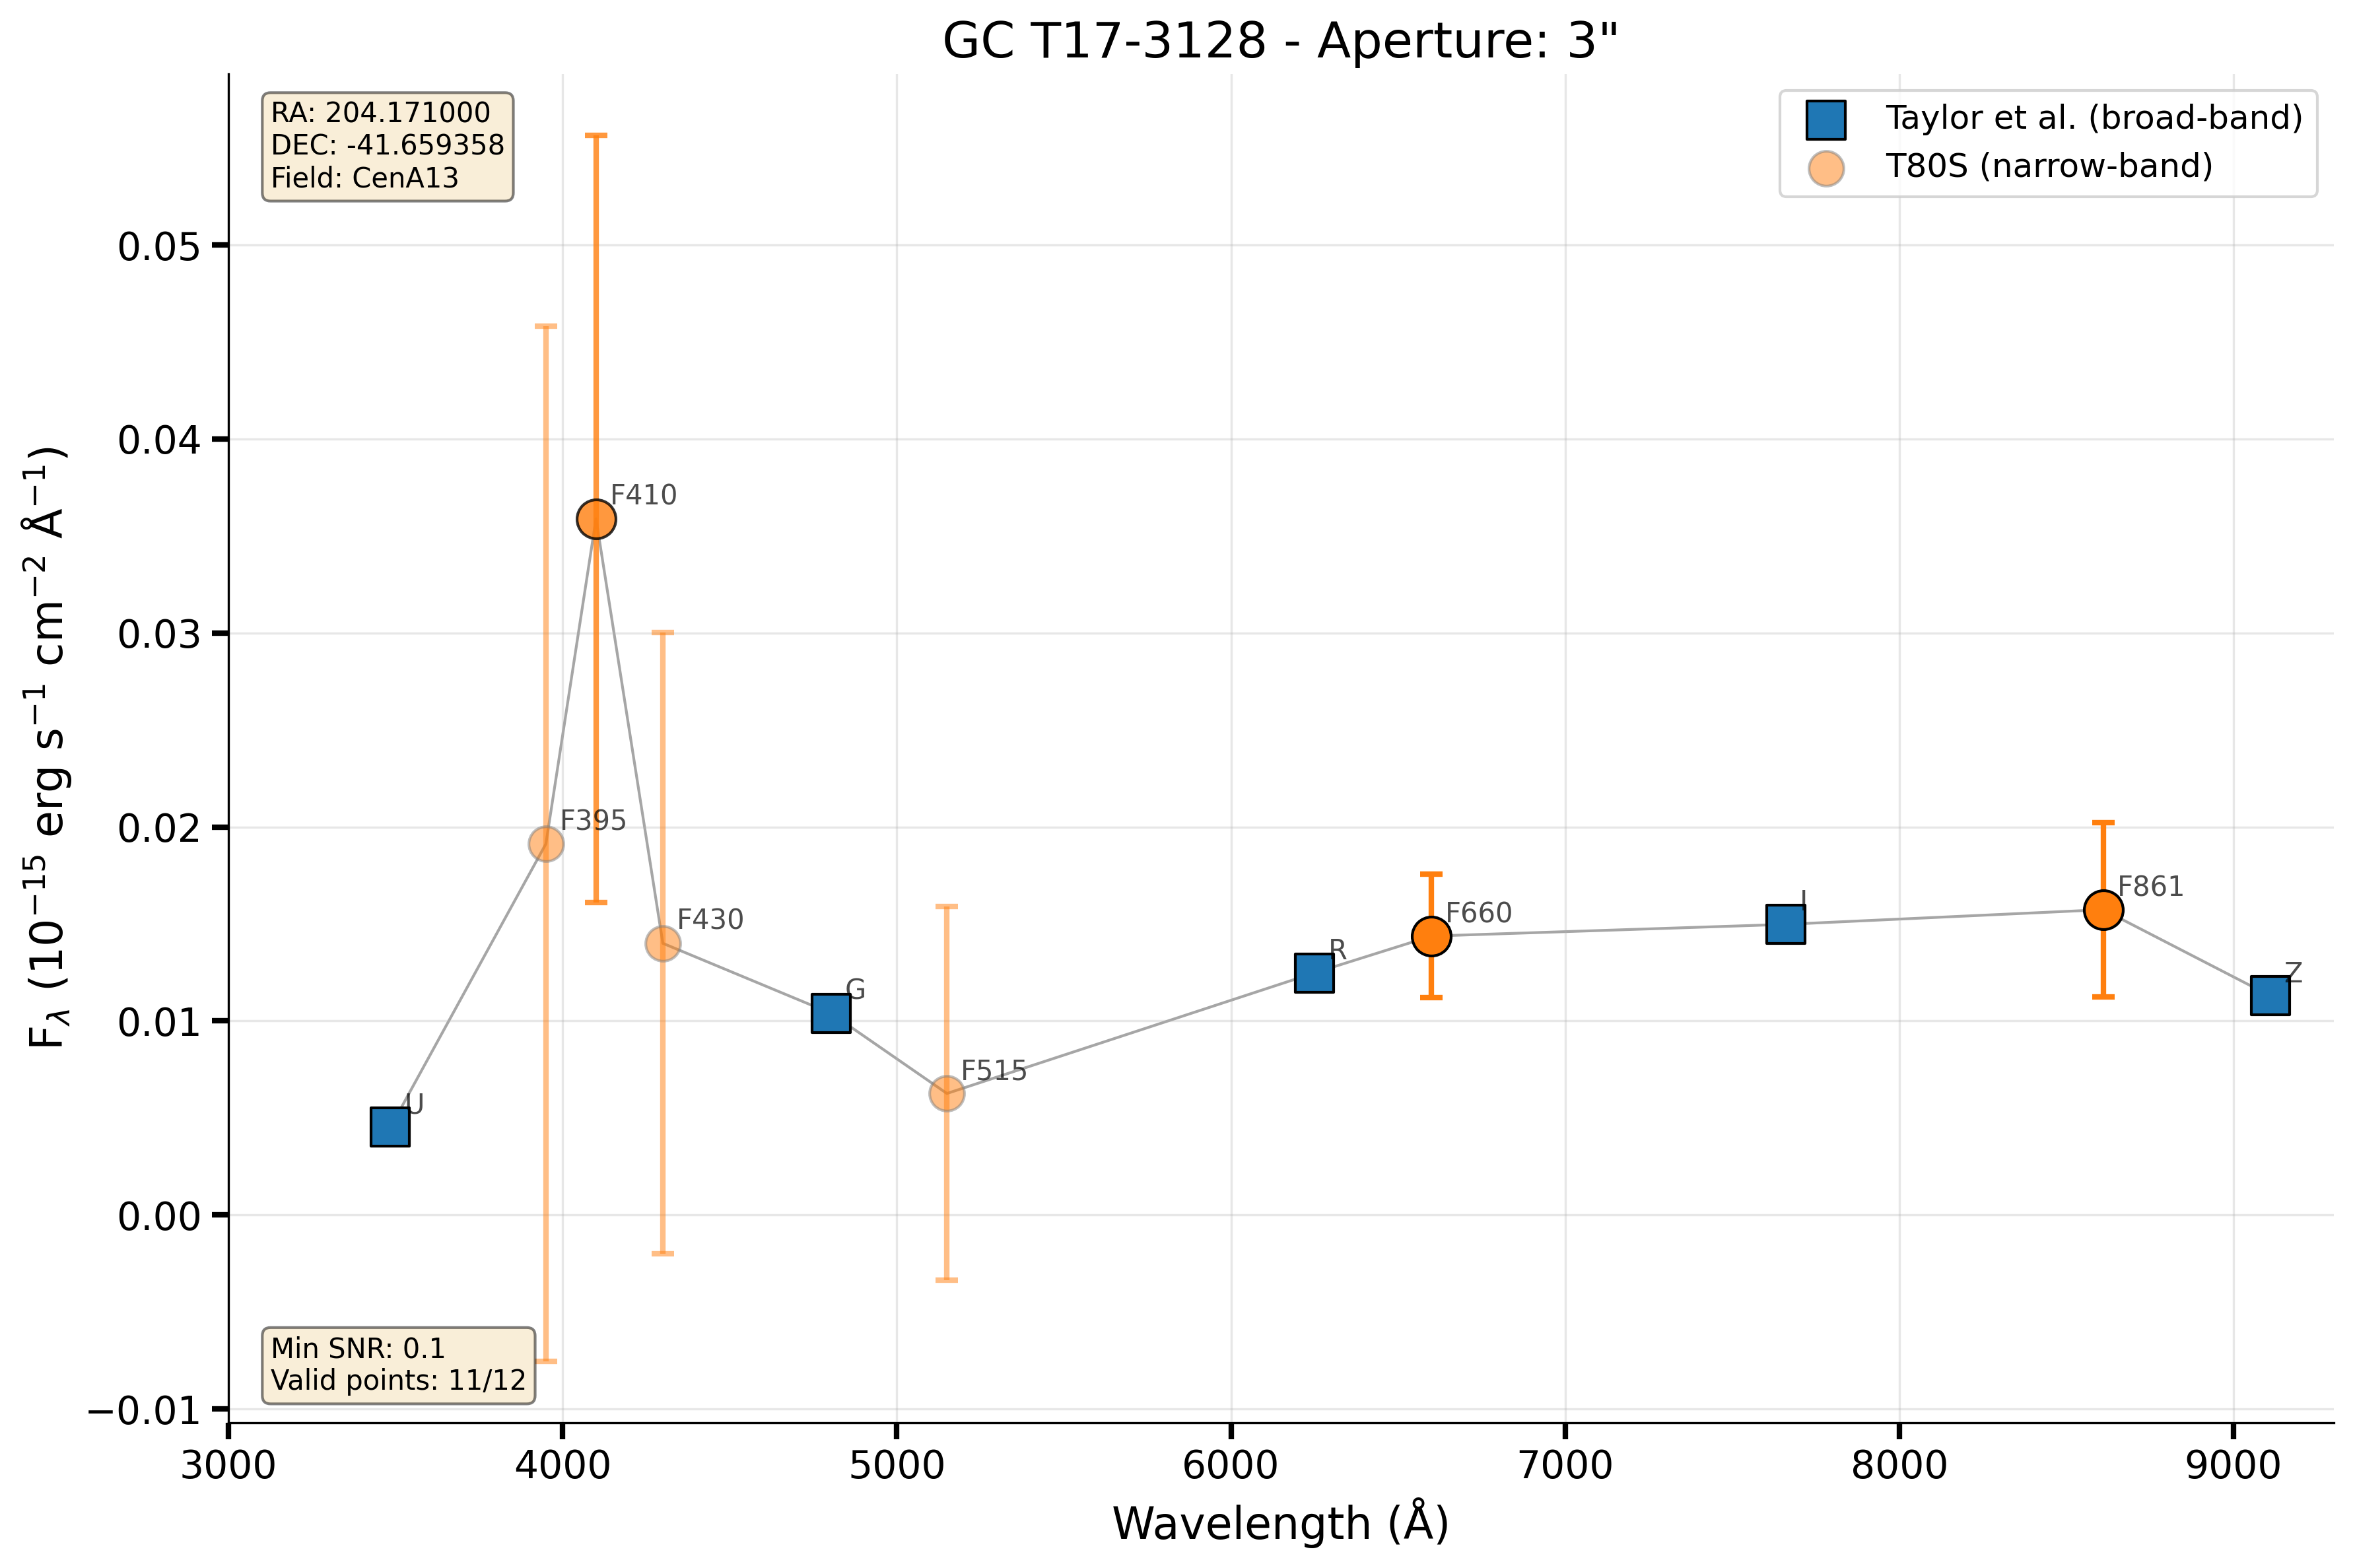 GC T17-3128 - Aperture: 3"
RA: 204.171000
DEC: -41.659358
Field: CenA13
Taylor et al. (broad-band)
T80S (narrow-band)
F_λ (10⁻¹⁵ erg s⁻¹ cm⁻² Å⁻¹)
0.05
0.04
0.03
0.02
0.01
0.00
−0.01
U
F395
F410
F430
G
F515
R
F660
I
F861
Z
Min SNR: 0.1
Valid points: 11/12
3000 4000 5000 6000 7000 8000 9000
Wavelength (Å)